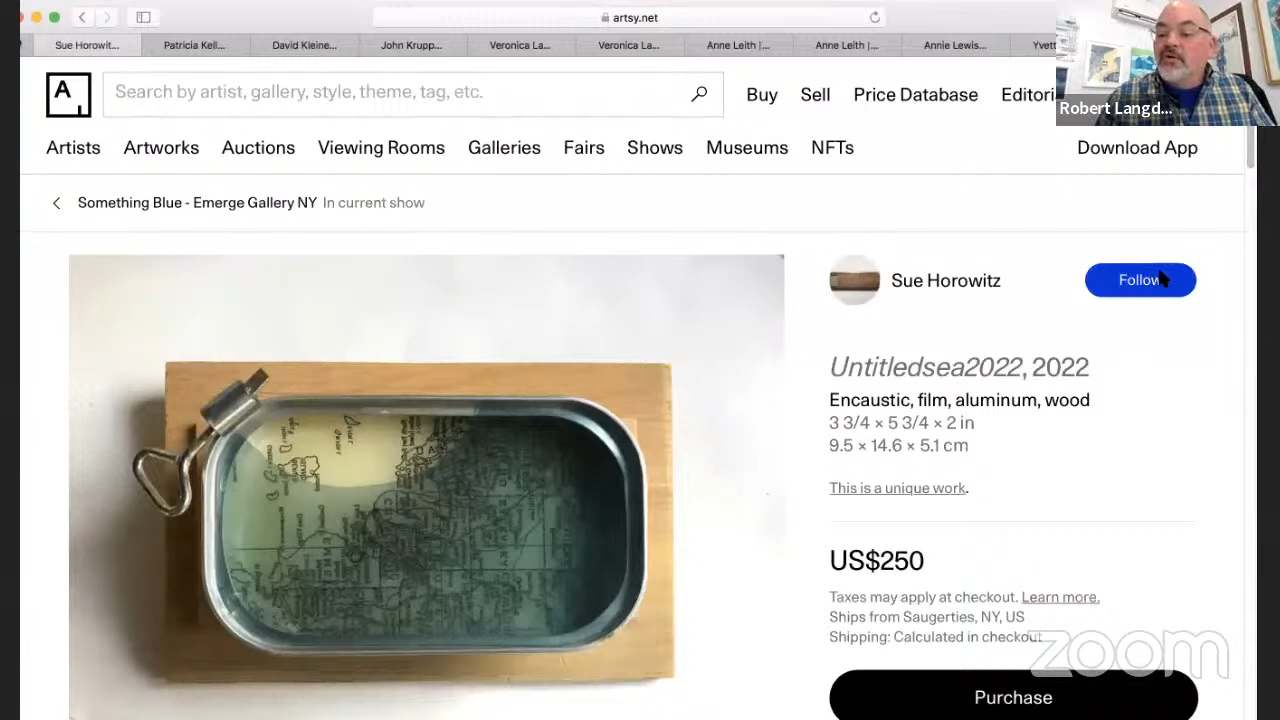 artsy.net
Sue Horowit...
Patricia Kell...
David Kleine...
John Krupp...
Veronica La...
Veronica La...
Anne Leith |...
Anne Leith |...
Annie Lewis...
Yvett
A
Search by artist, gallery, style, theme, tag, etc.
Buy
Sell
Price Database
Editori
Robert Langd...
Artists
Artworks
Auctions
Viewing Rooms
Galleries
Fairs
Shows
Museums
NFTs
Download App
Something Blue - Emerge Gallery NY In current show
Sue Horowitz
Follow
Untitledsea2022, 2022
Encaustic, film, aluminum, wood
3 3/4 × 5 3/4 × 2 in
9.5 × 14.6 × 5.1 cm
This is a unique work.
US$250
Taxes may apply at checkout. Learn more.
Ships from Saugerties, NY, US
Shipping: Calculated in checkout
zoom
Purchase